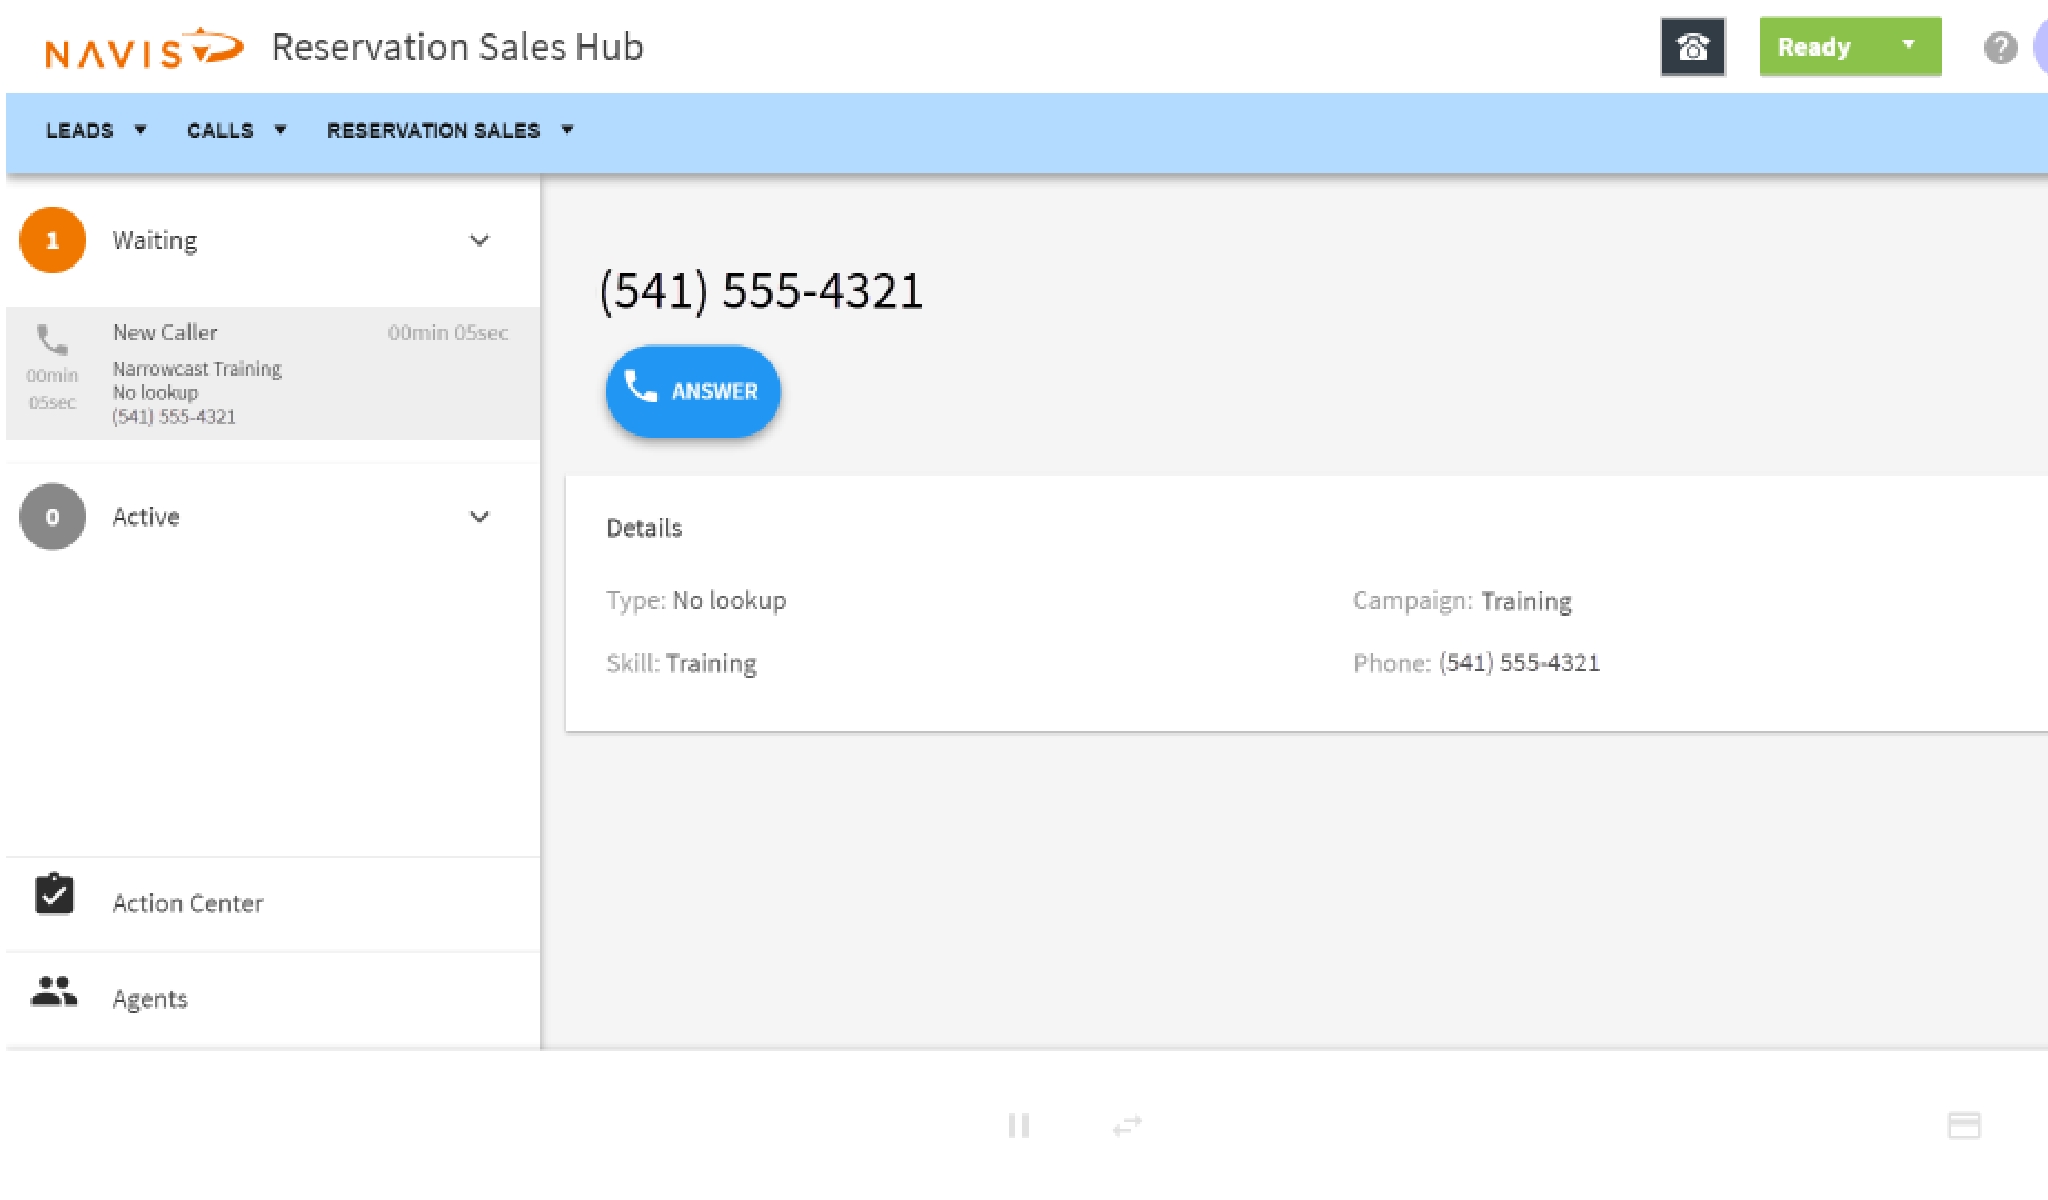 NAVIS Reservation Sales Hub
Ready
?
LEADS CALLS RESERVATION SALES
1 Waiting
New Caller 00min 05sec
00min
05sec
Narrowcast Training
No lookup
(541) 555-4321
0 Active
Action Center
Agents
(541) 555-4321
ANSWER
Details
Type: No lookup Campaign: Training
Skill: Training Phone: (541) 555-4321